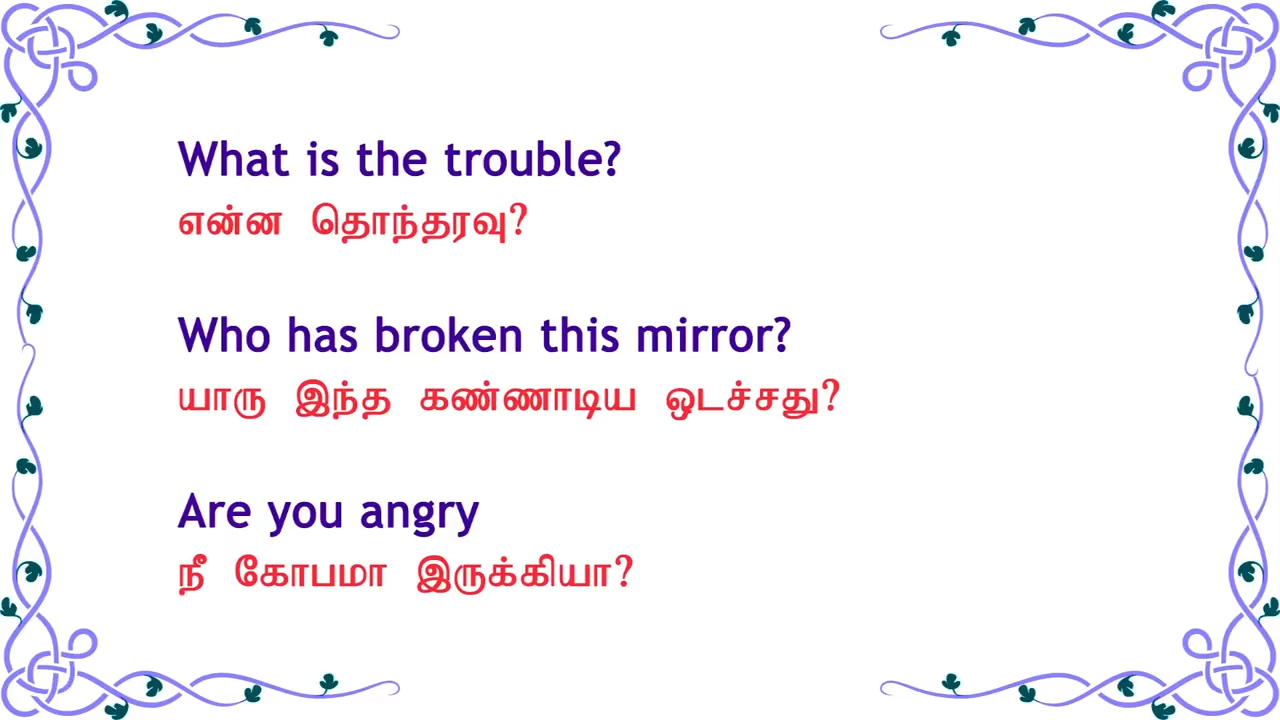 What is the trouble?
என்ன தொந்தரவு?
Who has broken this mirror?
யாரு இந்த கண்ணாடிய ஒடச்சது?
Are you angry
நீ கோபமா இருக்கியா?